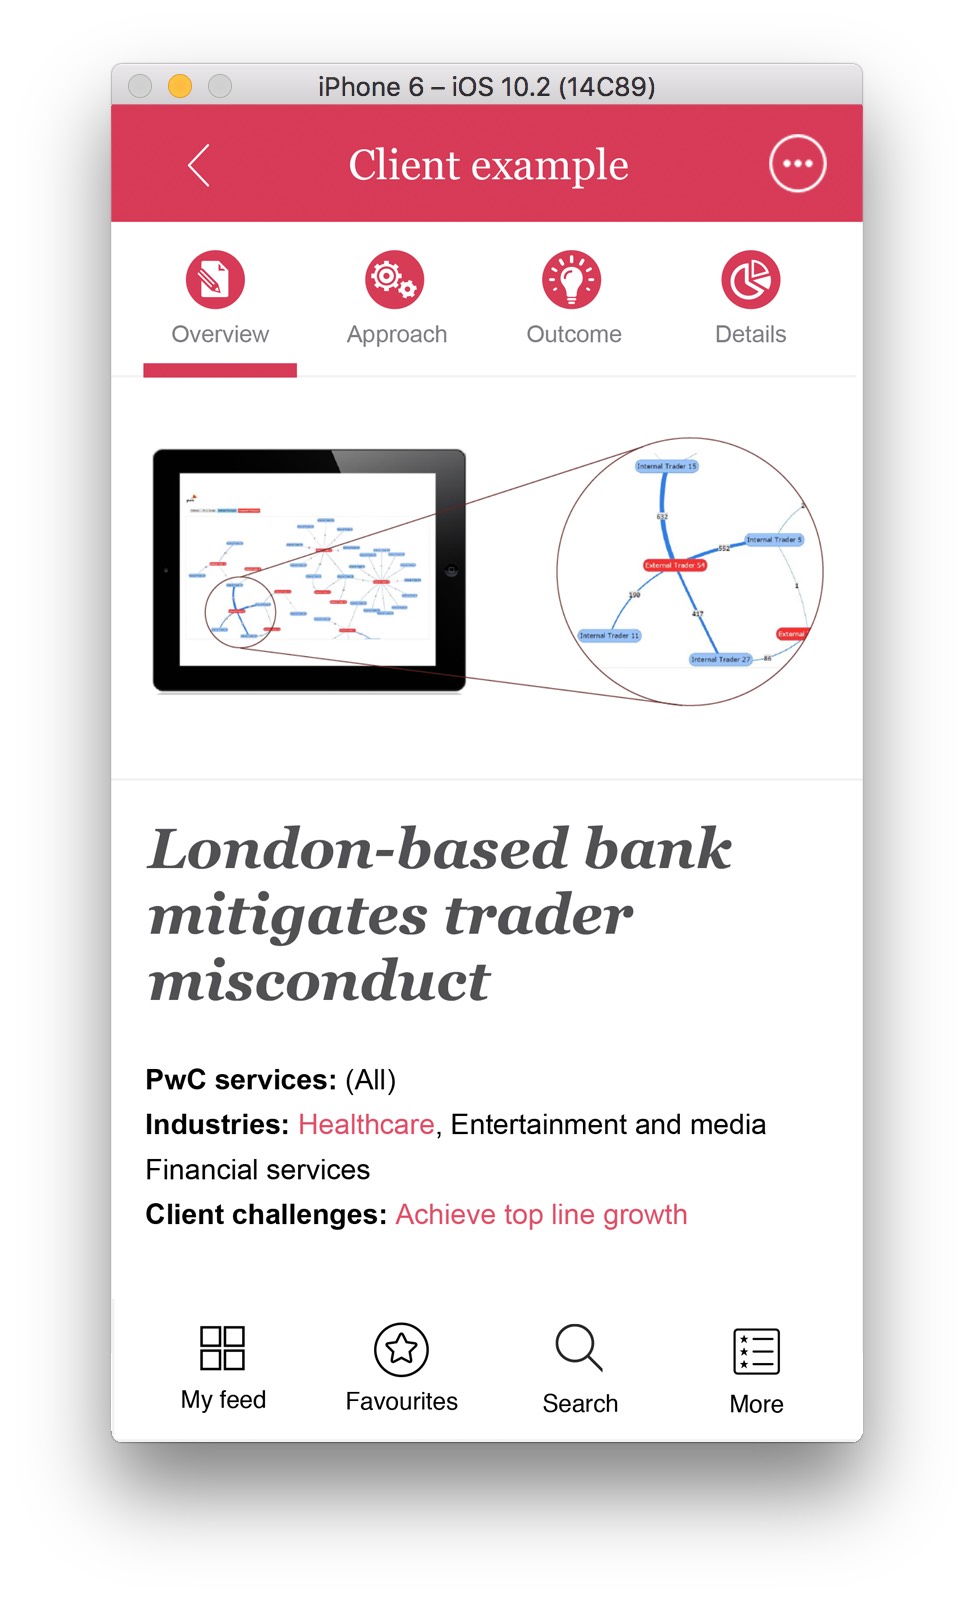 iPhone 6 – iOS 10.2 (14C89)
Client example
Overview
Approach
Outcome
Details
Internal Trader 15
632
2
552
Internal Trader 5
External Trader 54
190
1
417
Internal Trader 11
External
Internal Trader 27
86
London-based bank
mitigates trader
misconduct
PwC services: (All)
Industries: Healthcare, Entertainment and media
Financial services
Client challenges: Achieve top line growth
My feed
Favourites
Search
More